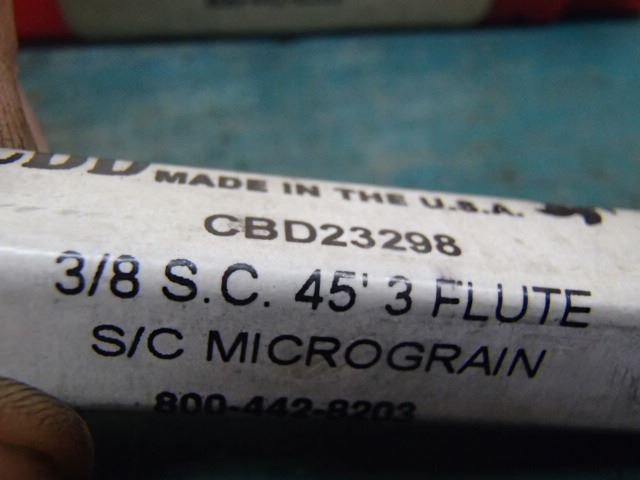 MADE IN THE U.S.A.
CBD23298
3/8 S.C. 45' 3 FLUTE
S/C MICROGRAIN
800-442-8203